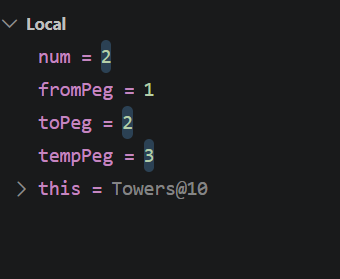 Local
num = 2
fromPeg = 1
toPeg = 2
tempPeg = 3
this = Towers@10